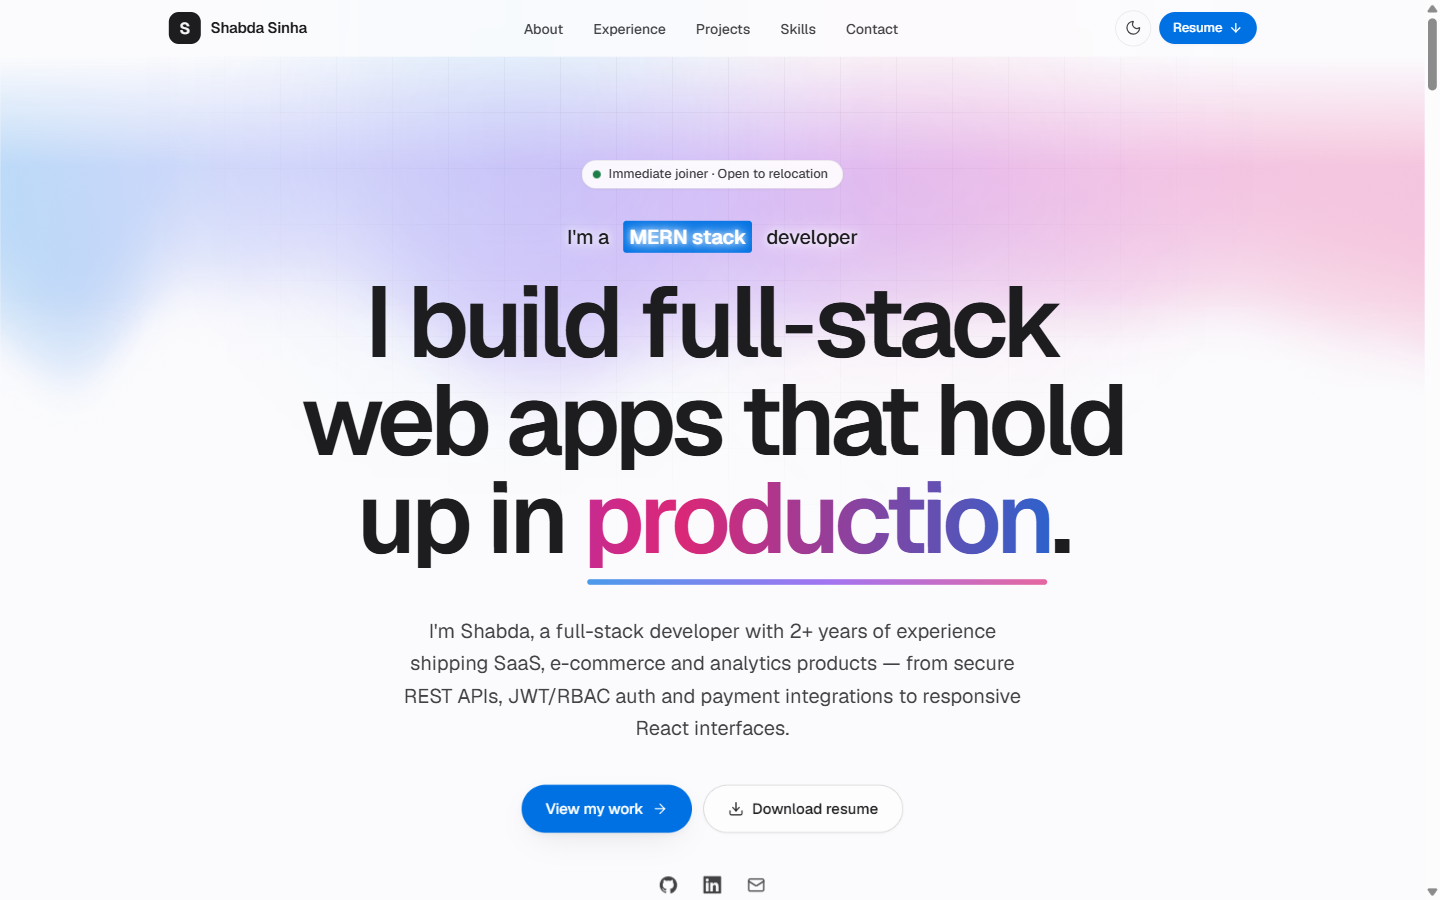 S
Shabda Sinha
About
Experience
Projects
Skills
Contact
Resume
Immediate joiner · Open to relocation
I'm a MERN stack developer
I build full-stack
web apps that hold
up in production.
I'm Shabda, a full-stack developer with 2+ years of experience
shipping SaaS, e-commerce and analytics products — from secure
REST APIs, JWT/RBAC auth and payment integrations to responsive
React interfaces.
View my work
Download resume
in